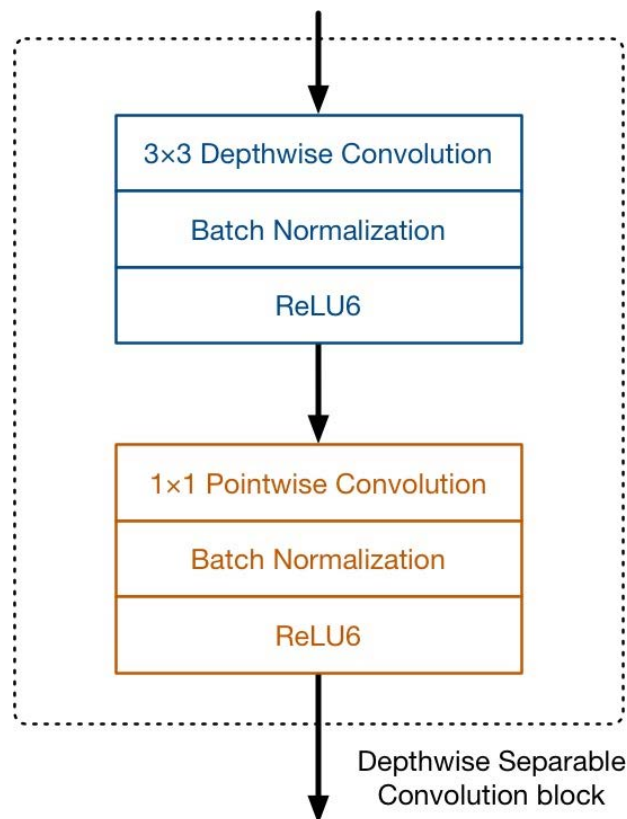 3×3 Depthwise Convolution
Batch Normalization
ReLU6
1×1 Pointwise Convolution
Batch Normalization
ReLU6
Depthwise Separable
Convolution block